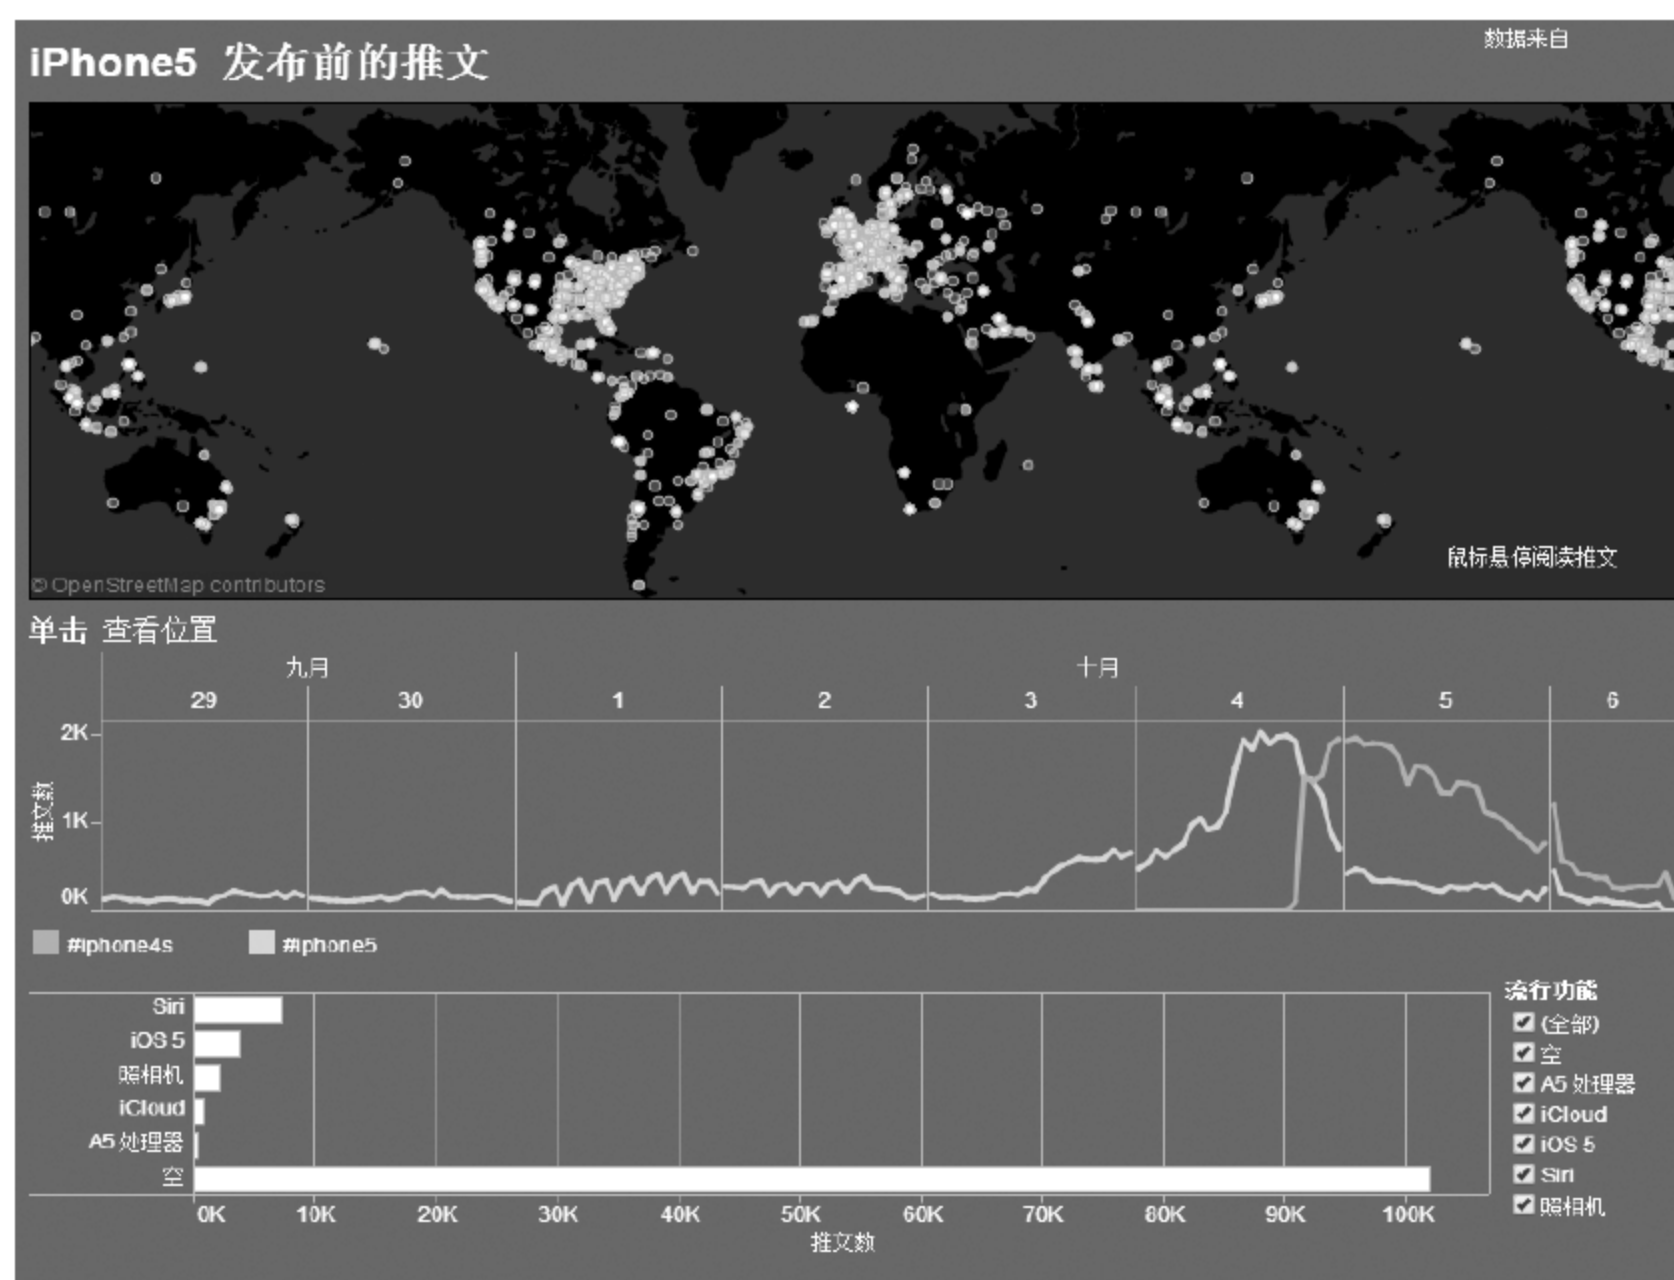 iPhone5 发布前的推文
数据来自
鼠标悬停阅读推文
© OpenStreetMap contributors
单击 查看位置
九月 十月
29 30 1 2 3 4 5 6
2K
1K
0K
推文数
#iphone4s #iphone5
Siri
iOS 5
照相机
iCloud
A5 处理器
空
0K 10K 20K 30K 40K 50K 60K 70K 80K 90K 100K
推文数
流行功能
(全部)
空
A5 处理器
iCloud
iOS 5
Siri
照相机